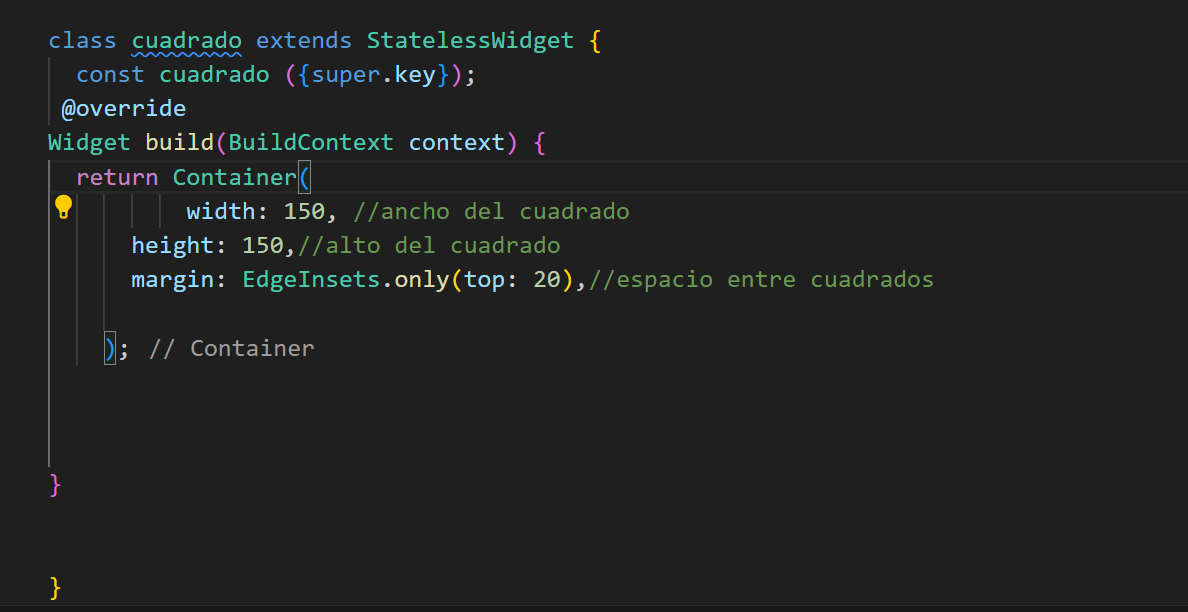 class cuadrado extends StatelessWidget {
const cuadrado ({super.key});
@override
Widget build(BuildContext context) {
return Container(
width: 150, //ancho del cuadrado
height: 150,//alto del cuadrado
margin: EdgeInsets.only(top: 20),//espacio entre cuadrados
); // Container
}
}